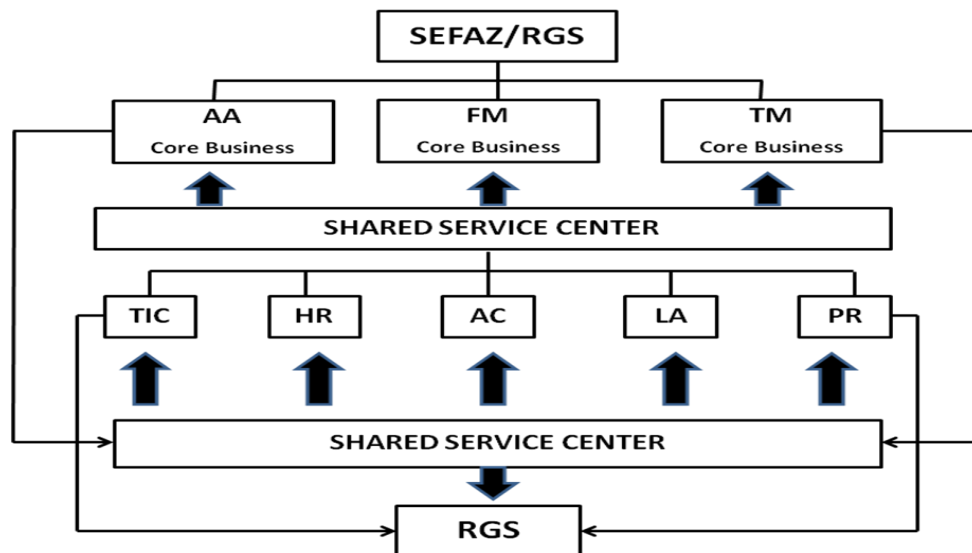 SEFAZ/RGS
AA
Core Business
FM
Core Business
TM
Core Business
SHARED SERVICE CENTER
TIC
HR
AC
LA
PR
SHARED SERVICE CENTER
RGS